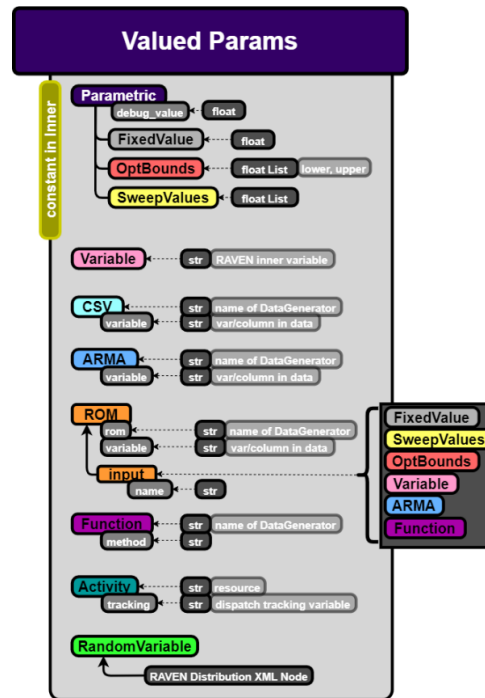 Valued Params
constant in Inner
Parametric
debug_value float
FixedValue float
OptBounds float List lower, upper
SweepValues float List
Variable str RAVEN inner variable
CSV str name of DataGenerator
variable str var/column in data
ARMA str name of DataGenerator
variable str var/column in data
ROM
rom str name of DataGenerator
variable str var/column in data
input
name str
Function str name of DataGenerator
method str
Activity str resource
tracking str dispatch tracking variable
RandomVariable
RAVEN Distribution XML Node
FixedValue
SweepValues
OptBounds
Variable
ARMA
Function